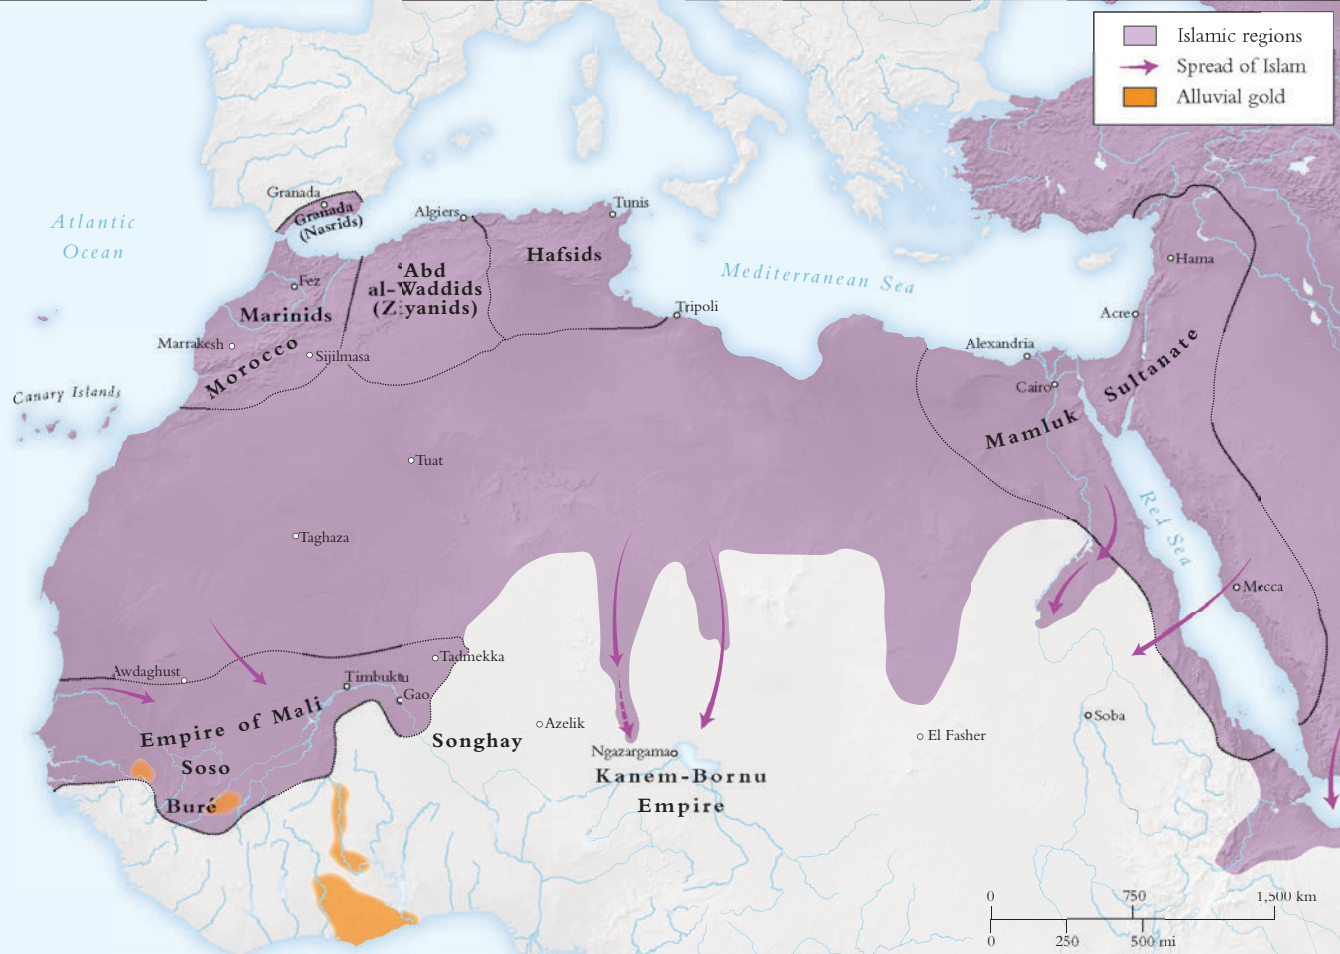 Islamic regions
Spread of Islam
Alluvial gold
Atlantic
Ocean
Granada
Granada
(Nasrids)
Algiers
Tunis
Hafsids
‘Abd
al-Waddids
(Ziyanids)
Fez
Marinids
Marrakesh
Morocco
Sijilmasa
Canary Islands
Mediterranean Sea
Tripoli
Hama
Acre
Alexandria
Cairo
Mamluk Sultanate
Red Sea
Mecca
Tuat
Taghaza
Awdaghust
Tadmekka
Timbuktu
Gao
Empire of Mali
Soso
Buré
Songhay
Azelik
Ngazargama
Kanem-Bornu
Empire
El Fasher
Soba
0 750 1,500 km
0 250 500 mi